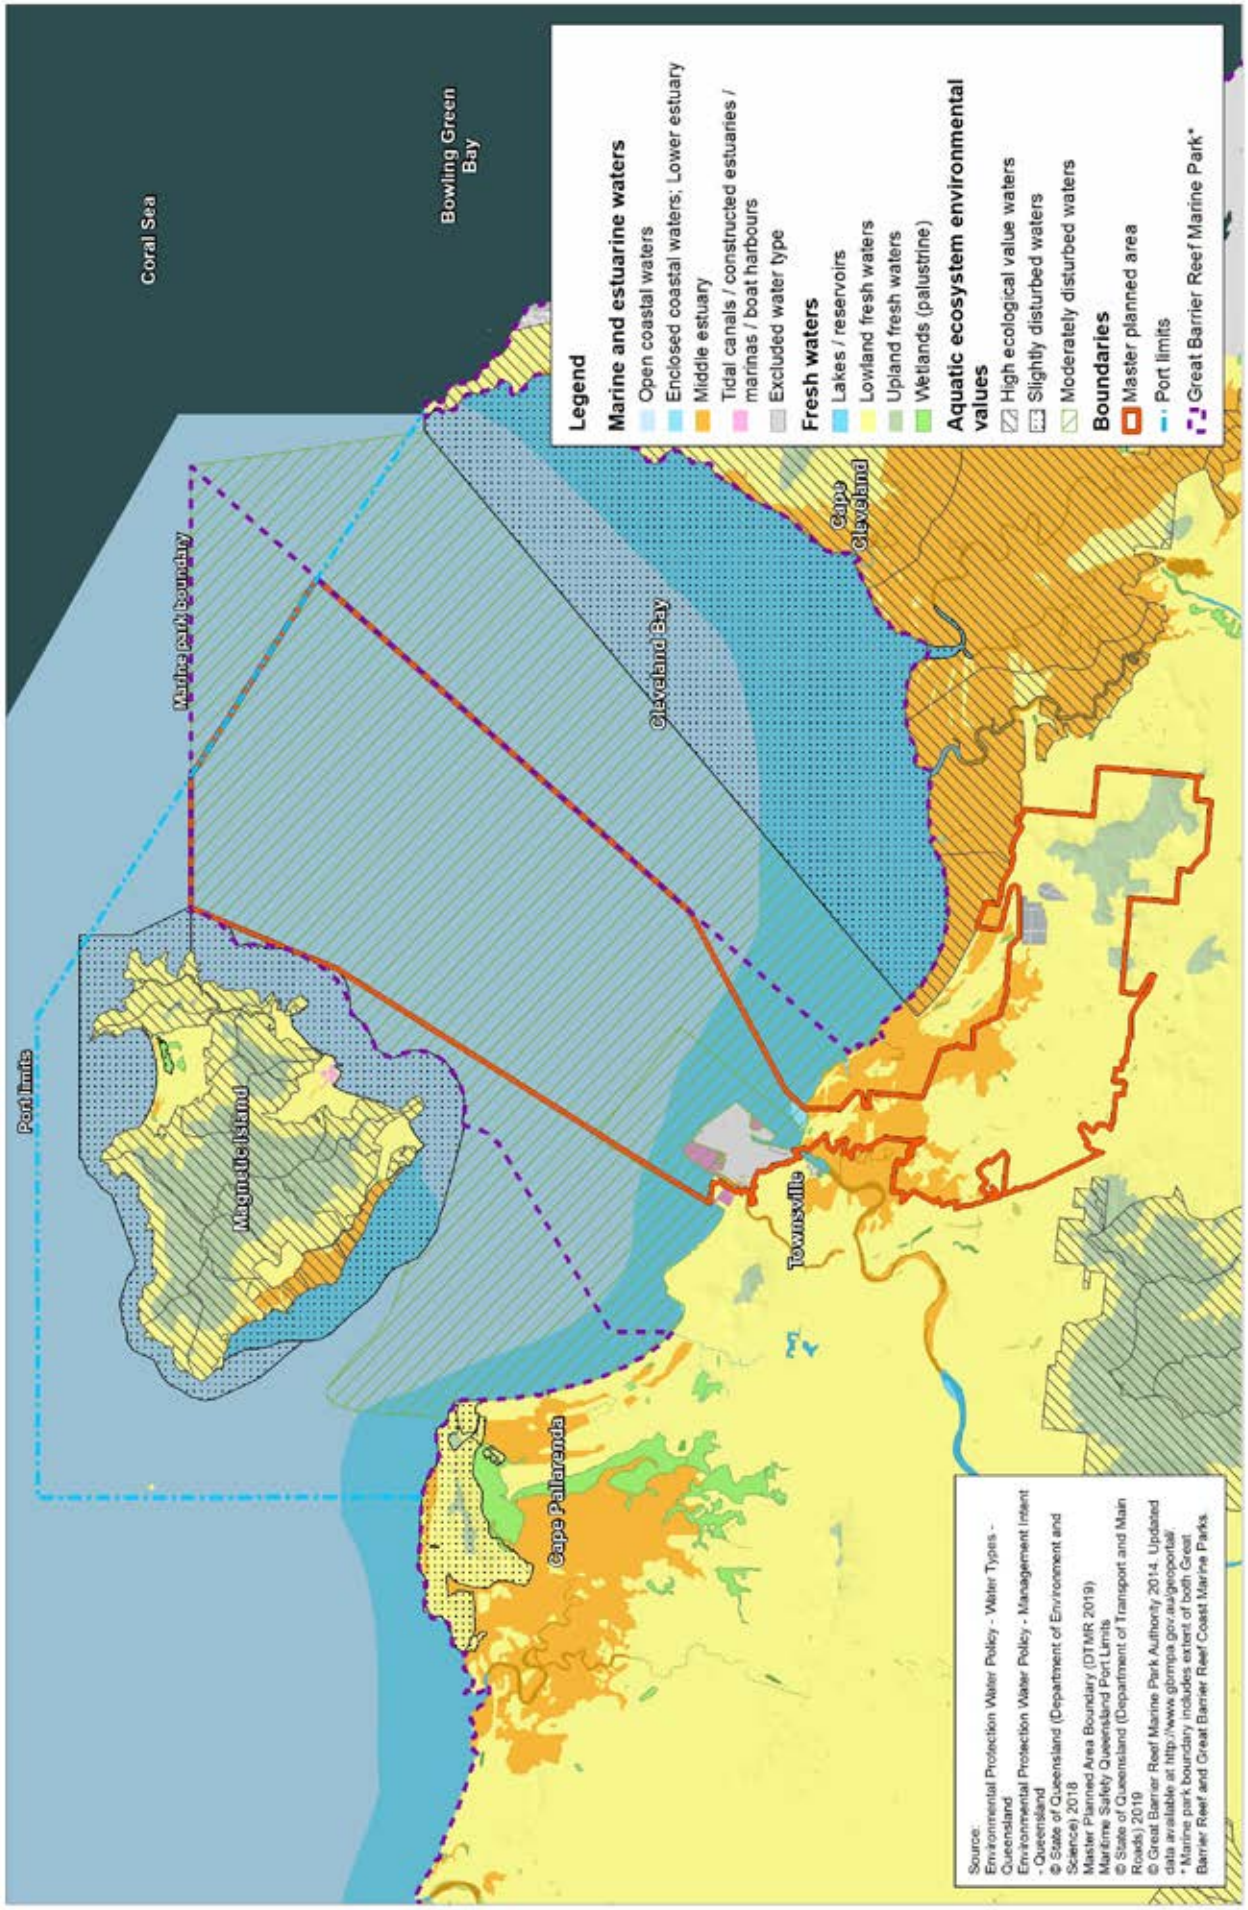 Port limits
Coral Sea
Marine park boundary
Bowling Green
Bay
Magnetic Island
Cleveland Bay
Cape
Cleveland
Townsville
Cape Pallarenda
Legend
Marine and estuarine waters
Open coastal waters
Enclosed coastal waters; Lower estuary
Middle estuary
Tidal canals / constructed estuaries /
marinas / boat harbours
Excluded water type
Fresh waters
Lakes / reservoirs
Lowland fresh waters
Upland fresh waters
Wetlands (palustrine)
Aquatic ecosystem environmental
values
High ecological value waters
Slightly disturbed waters
Moderately disturbed waters
Boundaries
Master planned area
Port limits
Great Barrier Reef Marine Park*
Source:
Environmental Protection Water Policy - Water Types -
Queensland
Environmental Protection Water Policy - Management Intent
- Queensland
© State of Queensland (Department of Environment and
Science) 2018
Master Planned Area Boundary (DTMR 2019)
Maritime Safety Queensland Port Limits
© State of Queensland (Department of Transport and Main
Roads) 2019
© Great Barrier Reef Marine Park Authority 2014. Updated
data available at http://www.gbrmpa.gov.au/geoportal/.
* Marine park boundary includes extent of both Great
Barrier Reef and Great Barrier Reef Coast Marine Parks.